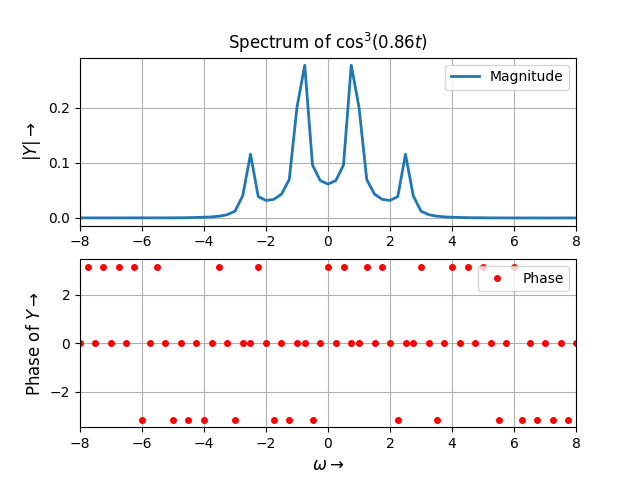 Spectrum of cos³(0.86t)
|Y|→
0.2
0.1
0.0
Magnitude
−8 −6 −4 −2 0 2 4 6 8
Phase of Y→
2
0
−2
Phase
−8 −6 −4 −2 0 2 4 6 8
ω→